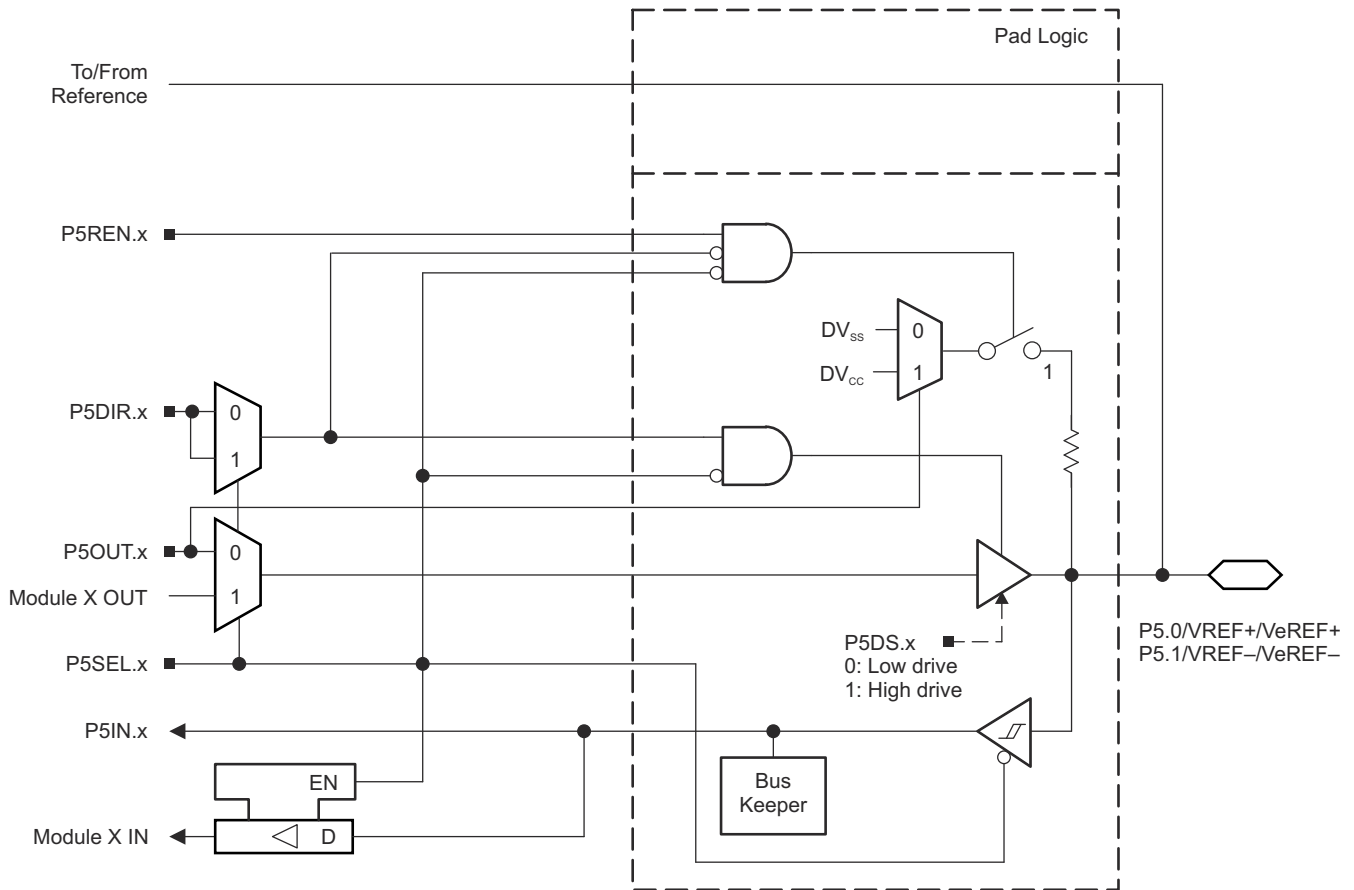 Pad Logic
To/From
Reference
P5REN.x
DVSS
0
DVCC
1
1
P5DIR.x
0
1
P5OUT.x
0
Module X OUT
1
P5SEL.x
P5DS.x
0: Low drive
1: High drive
P5.0/VREF+/VeREF+
P5.1/VREF–/VeREF–
P5IN.x
EN
Bus
Keeper
Module X IN
D